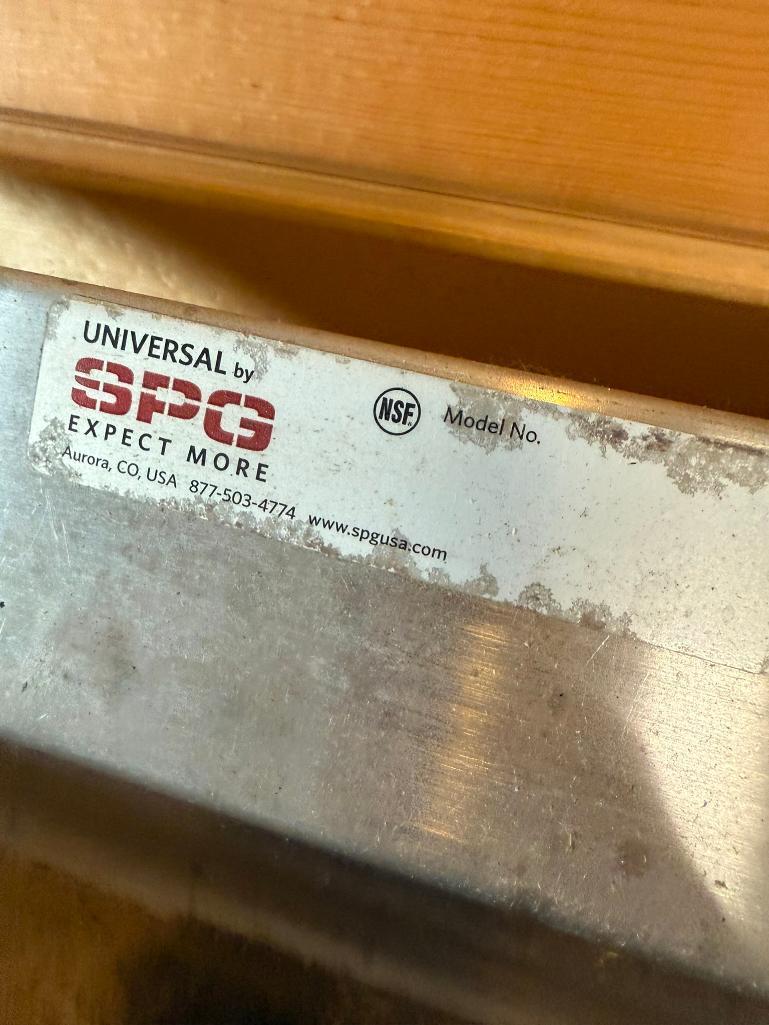 UNIVERSAL by
SPG
EXPECT MORE
Aurora, CO, USA 877-503-4774 www.spgusa.com
NSF Model No.